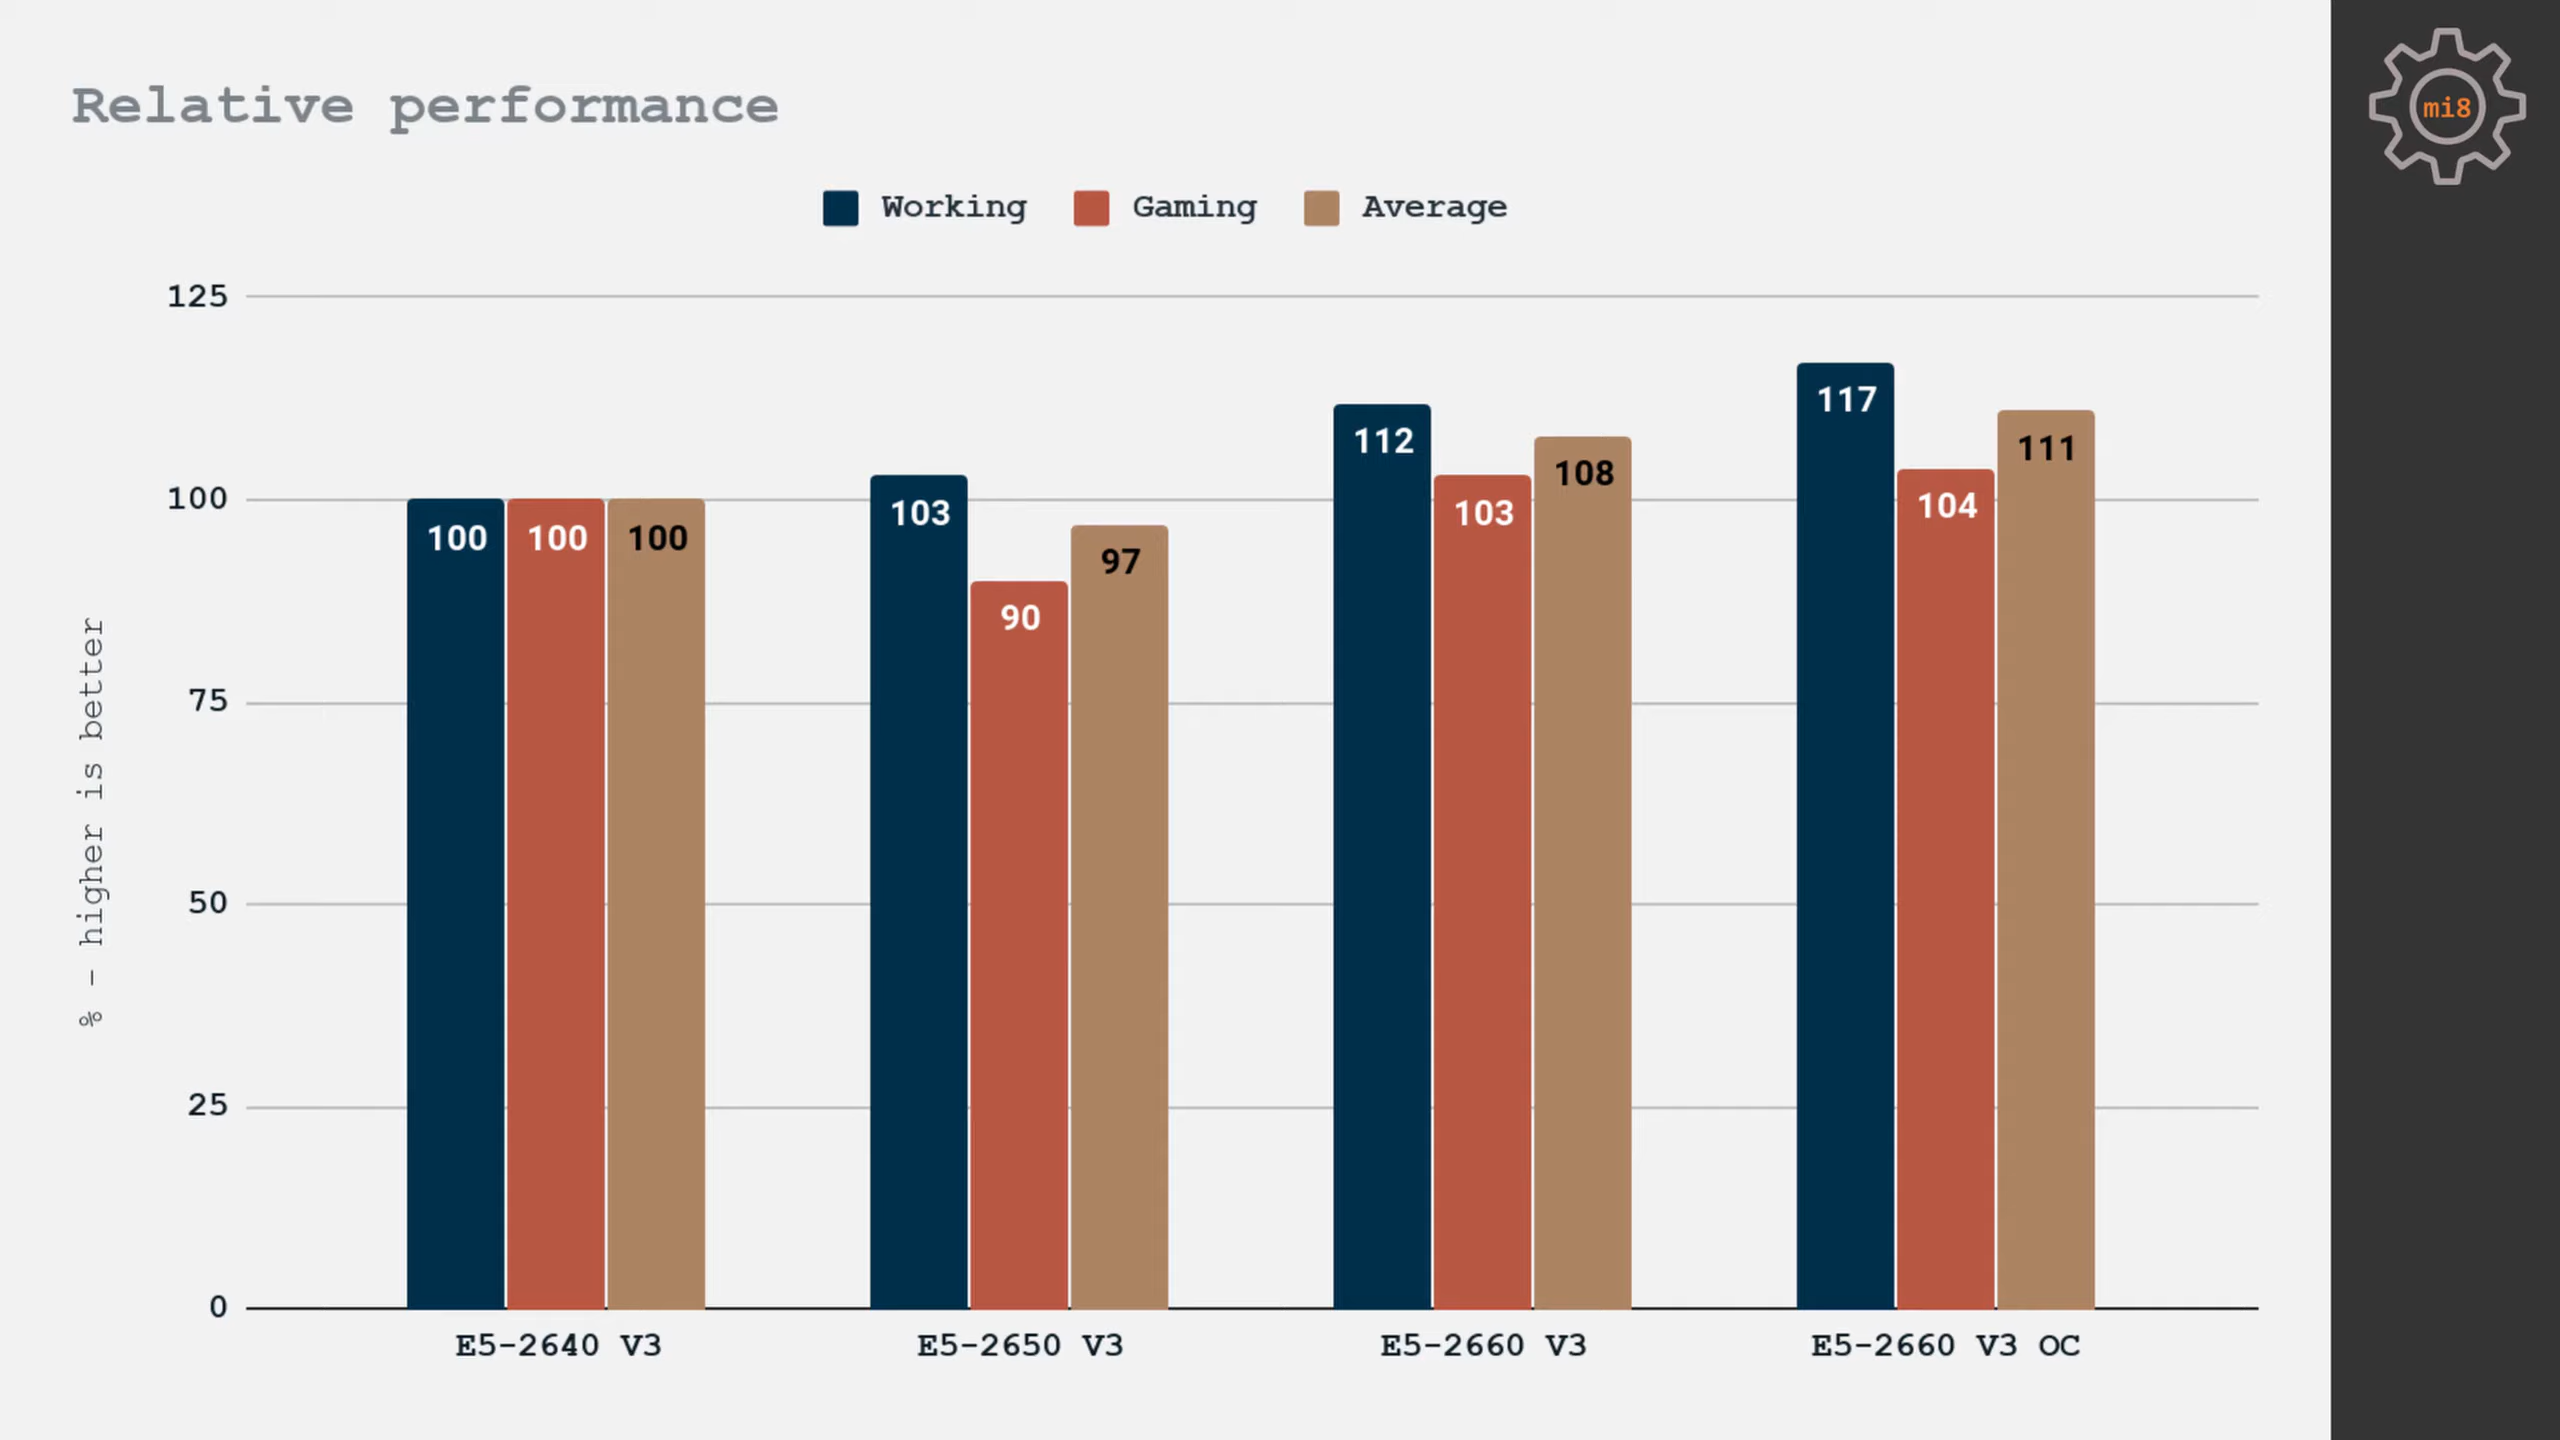 Relative performance
mi8
Working Gaming Average
125
100
75
50
25
0
% - higher is better
100 100 100
103 90 97
112 103 108
117 104 111
E5-2640 V3 E5-2650 V3 E5-2660 V3 E5-2660 V3 OC